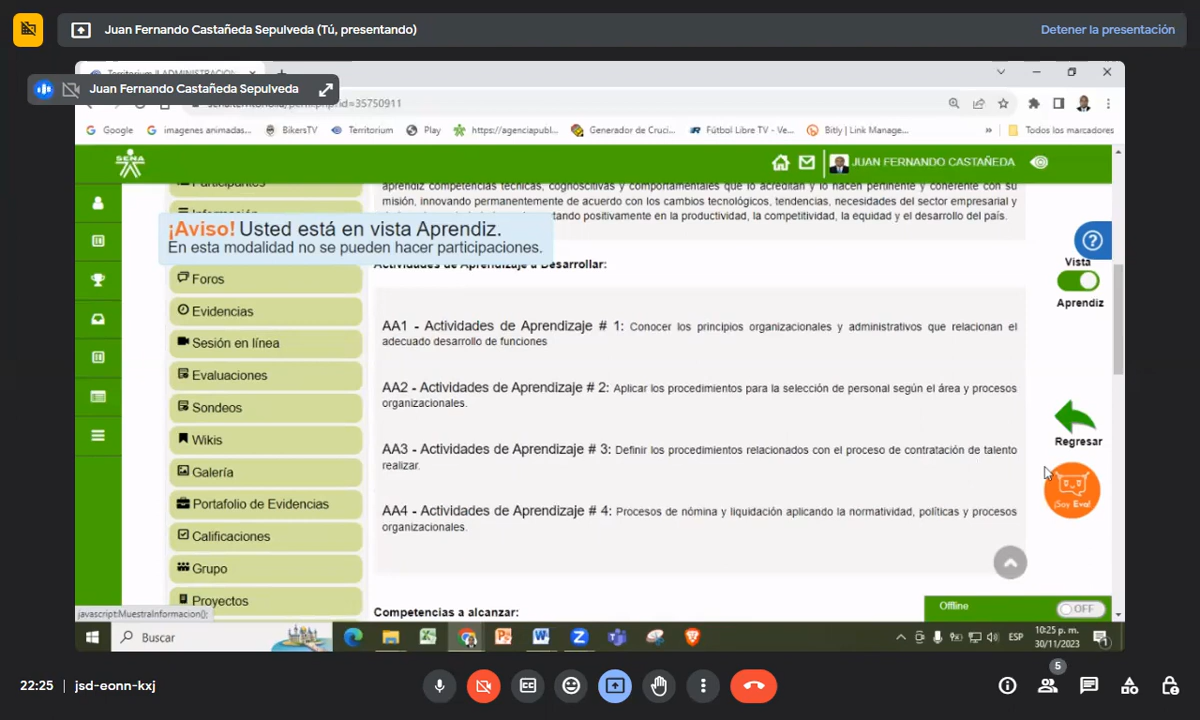 Juan Fernando Castañeda Sepulveda (Tú, presentando)
Detener la presentación
Juan Fernando Castañeda Sepulveda
Google
imagenes animadas...
BikersTV
Territorium
Play
https://agenciapubl...
Generador de Cruci...
Fútbol Libre TV - Ve...
Bitly | Link Manage...
»
Todos los marcadores
SENA
JUAN FERNANDO CASTAÑEDA
Participantes
aprendiz competencias técnicas, cognoscitivas y comportamentales que lo acreditan y lo hacen pertinente y coherente con su
misión, innovando permanentemente de acuerdo con los cambios tecnológicos, tendencias, necesidades del sector empresarial y
tando positivamente en la productividad, la competitividad, la equidad y el desarrollo del país.
¡Aviso! Usted está en vista Aprendiz.
En esta modalidad no se pueden hacer participaciones.
Actividades de Aprendizaje a Desarrollar:
Vista
Aprendiz
Foros
Evidencias
Sesión en línea
Evaluaciones
Sondeos
Wikis
Galería
Portafolio de Evidencias
Calificaciones
Grupo
Proyectos
AA1 - Actividades de Aprendizaje # 1: Conocer los principios organizacionales y administrativos que relacionan el
adecuado desarrollo de funciones
AA2 - Actividades de Aprendizaje # 2: Aplicar los procedimientos para la selección de personal según el área y procesos
organizacionales.
AA3 - Actividades de Aprendizaje # 3: Definir los procedimientos relacionados con el proceso de contratación de talento
realizar.
AA4 - Actividades de Aprendizaje # 4: Procesos de nómina y liquidación aplicando la normatividad, políticas y procesos
organizacionales.
Regresar
¡Soy Eva!
Competencias a alcanzar:
Offline
OFF
javascript:MuestraInformacion();
Buscar
ESP
10:25 p. m.
30/11/2023
1
22:25 | jsd-eonn-kxj
5